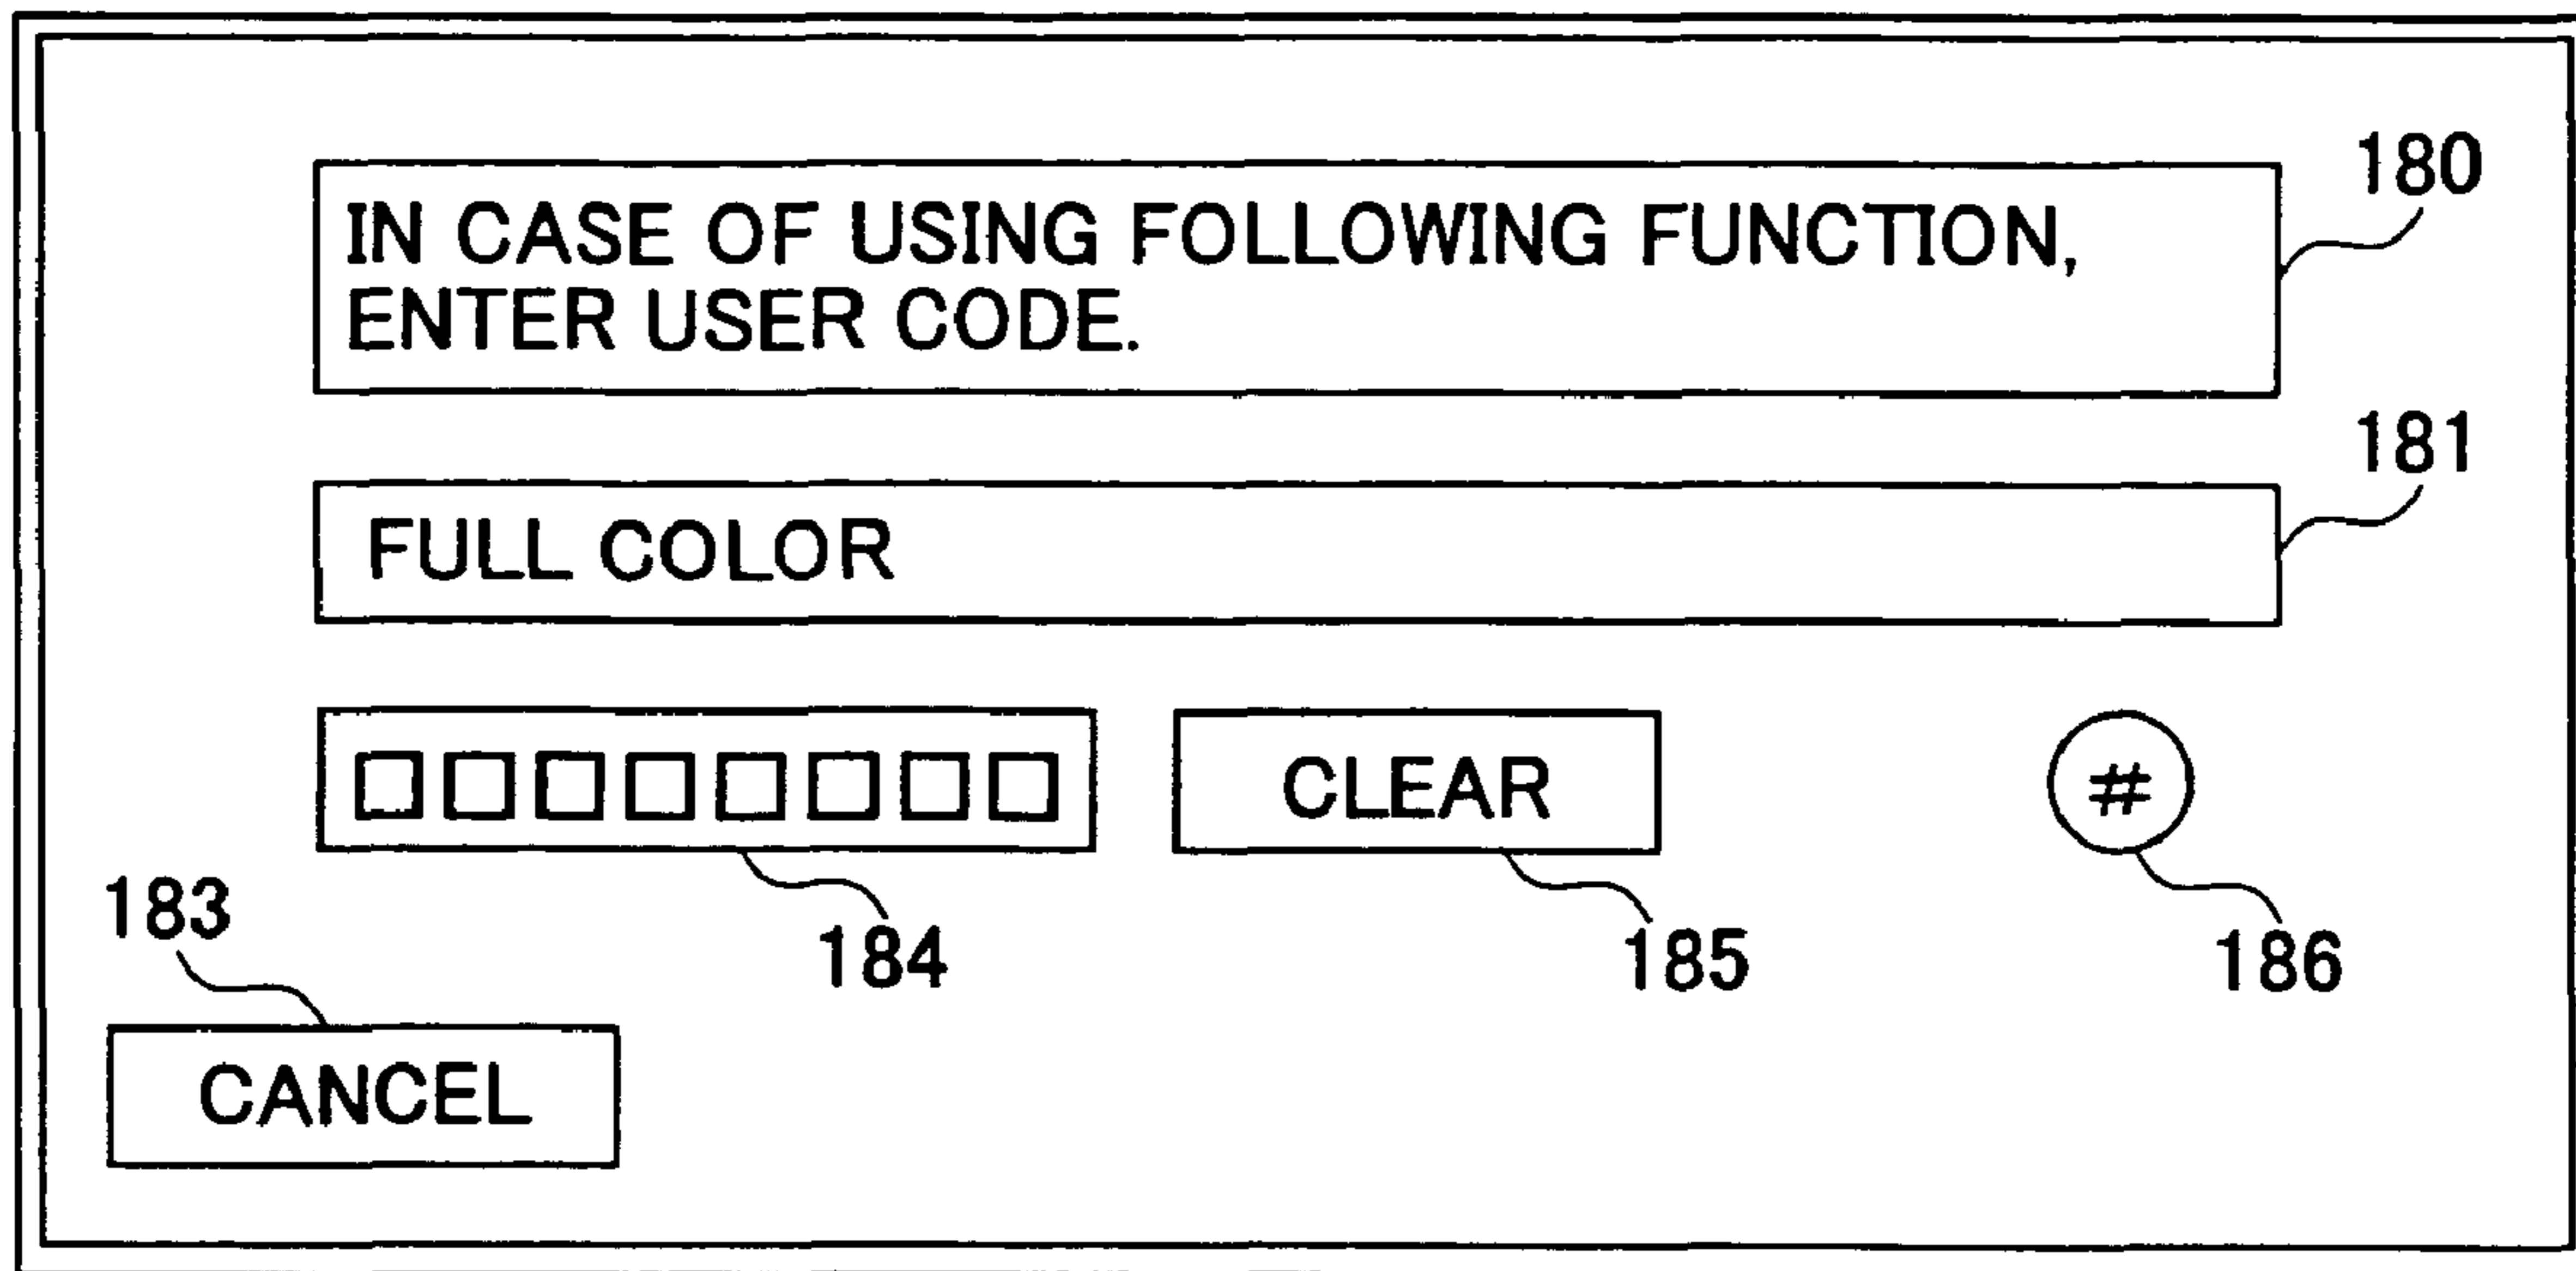 180
IN CASE OF USING FOLLOWING FUNCTION,
ENTER USER CODE.
181
FULL COLOR
CLEAR
#
183
184
185
186
CANCEL